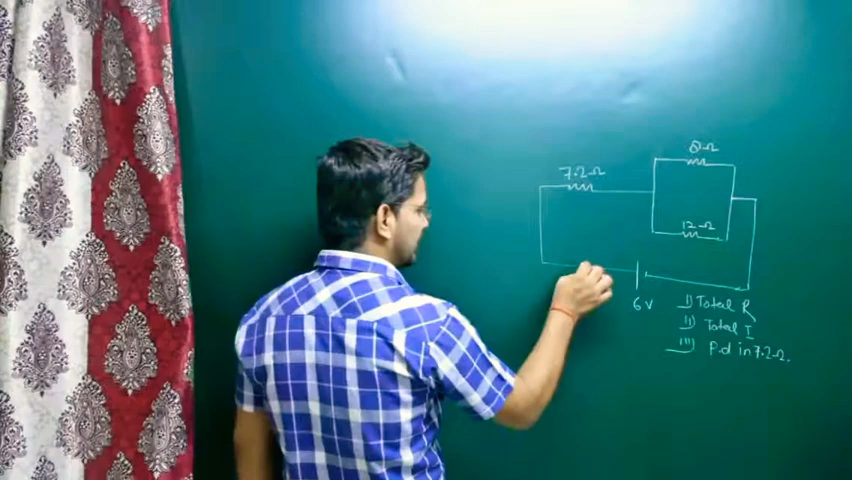 8Ω
7.2Ω
12Ω
6V
i) Total R
ii) Total I
iii) P.d in 7.2Ω.